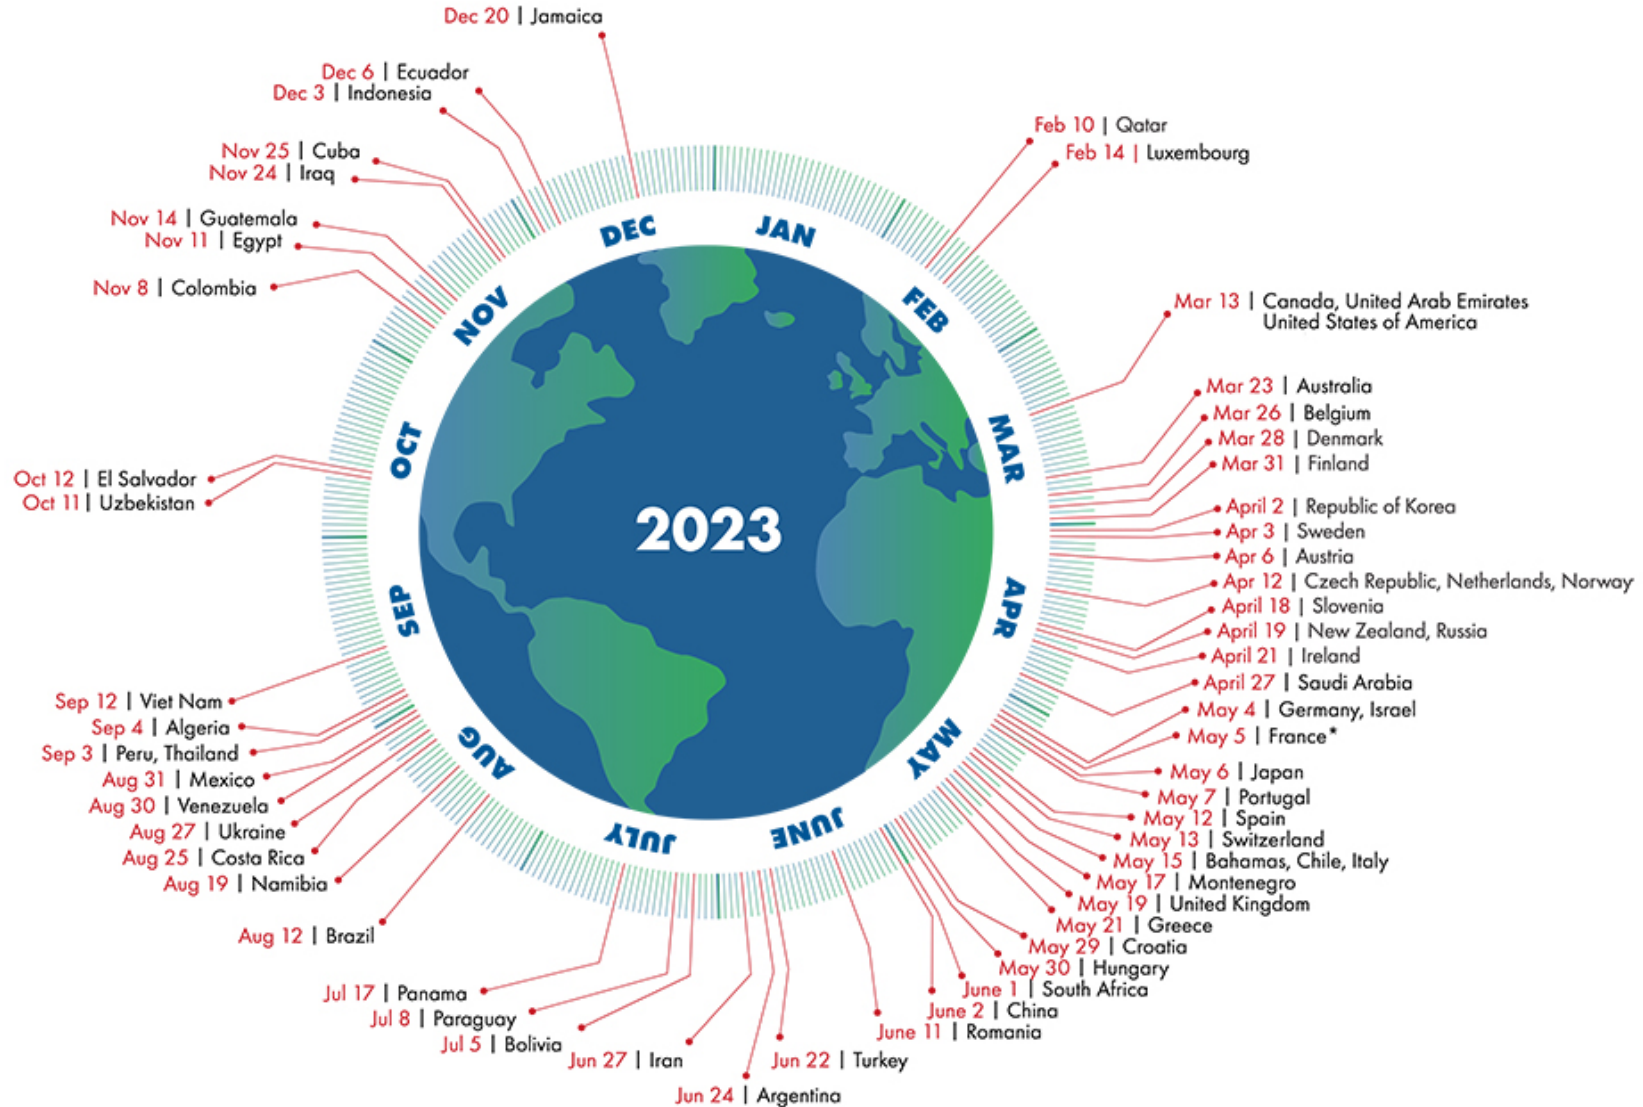 Dec 20 | Jamaica
Dec 6 | Ecuador
Dec 3 | Indonesia
Nov 25 | Cuba
Nov 24 | Iraq
Nov 14 | Guatemala
Nov 11 | Egypt
Nov 8 | Colombia
Oct 12 | El Salvador
Oct 11 | Uzbekistan
Sep 12 | Viet Nam
Sep 4 | Algeria
Sep 3 | Peru, Thailand
Aug 31 | Mexico
Aug 30 | Venezuela
Aug 27 | Ukraine
Aug 25 | Costa Rica
Aug 19 | Namibia
Aug 12 | Brazil
Jul 17 | Panama
Jul 8 | Paraguay
Jul 5 | Bolivia
Jun 27 | Iran
Jun 24 | Argentina
Jun 22 | Turkey
Feb 10 | Qatar
Feb 14 | Luxembourg
Mar 13 | Canada, United Arab Emirates
United States of America
Mar 23 | Australia
Mar 26 | Belgium
Mar 28 | Denmark
Mar 31 | Finland
April 2 | Republic of Korea
Apr 3 | Sweden
Apr 6 | Austria
Apr 12 | Czech Republic, Netherlands, Norway
April 18 | Slovenia
April 19 | New Zealand, Russia
April 21 | Ireland
April 27 | Saudi Arabia
May 4 | Germany, Israel
May 5 | France*
May 6 | Japan
May 7 | Portugal
May 12 | Spain
May 13 | Switzerland
May 15 | Bahamas, Chile, Italy
May 17 | Montenegro
May 19 | United Kingdom
May 21 | Greece
May 29 | Croatia
May 30 | Hungary
June 1 | South Africa
June 2 | China
June 11 | Romania
JAN
FEB
MAR
APR
MAY
JUNE
JULY
AUG
SEP
OCT
NOV
DEC
2023